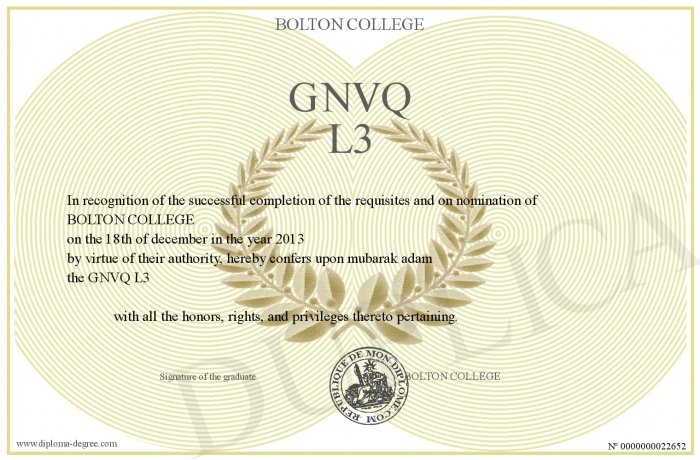 BOLTON COLLEGE
GNVQ
L3
In recognition of the successful completion of the requisites and on nomination of
BOLTON COLLEGE
on the 18th of december in the year 2013
by virtue of their authority, hereby confers upon mubarak adam
the GNVQ L3
with all the honors, rights, and privileges thereto pertaining.
Signature of the graduate
REPUBLIQUE DE MON-DIPLOME.COM
BOLTON COLLEGE
DUPLICATA
www.diploma-degree.com
Nº 0000000022652